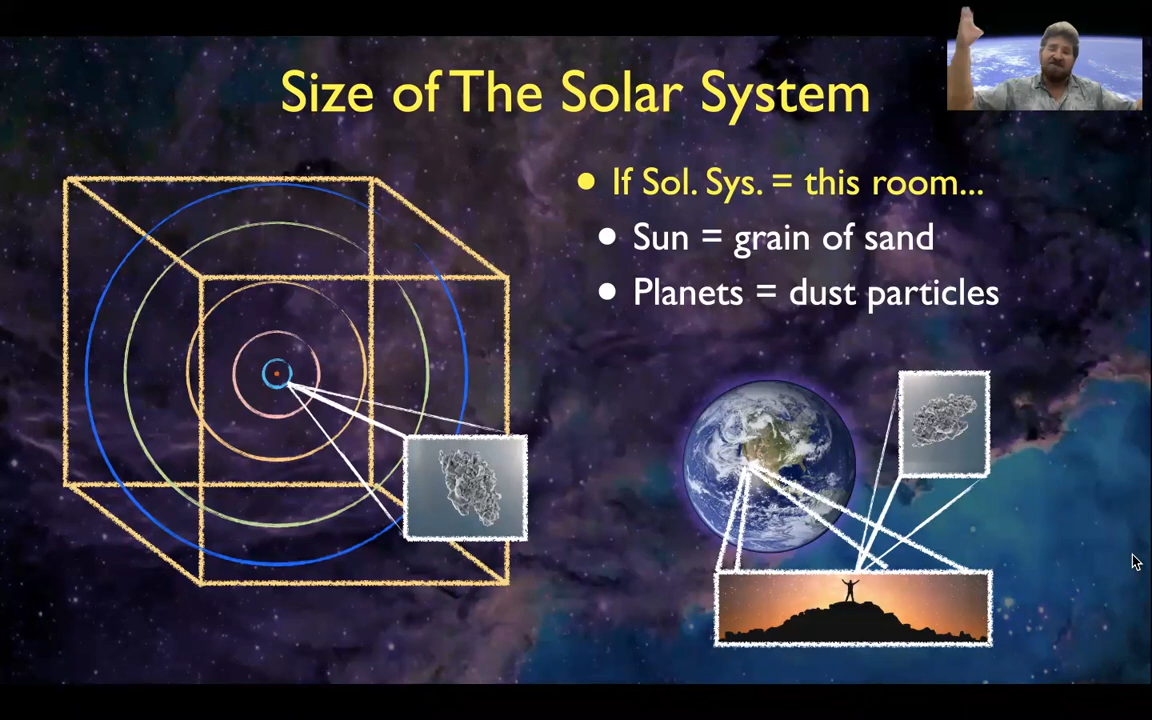 Size of The Solar System
• If Sol. Sys. = this room...
• Sun = grain of sand
• Planets = dust particles